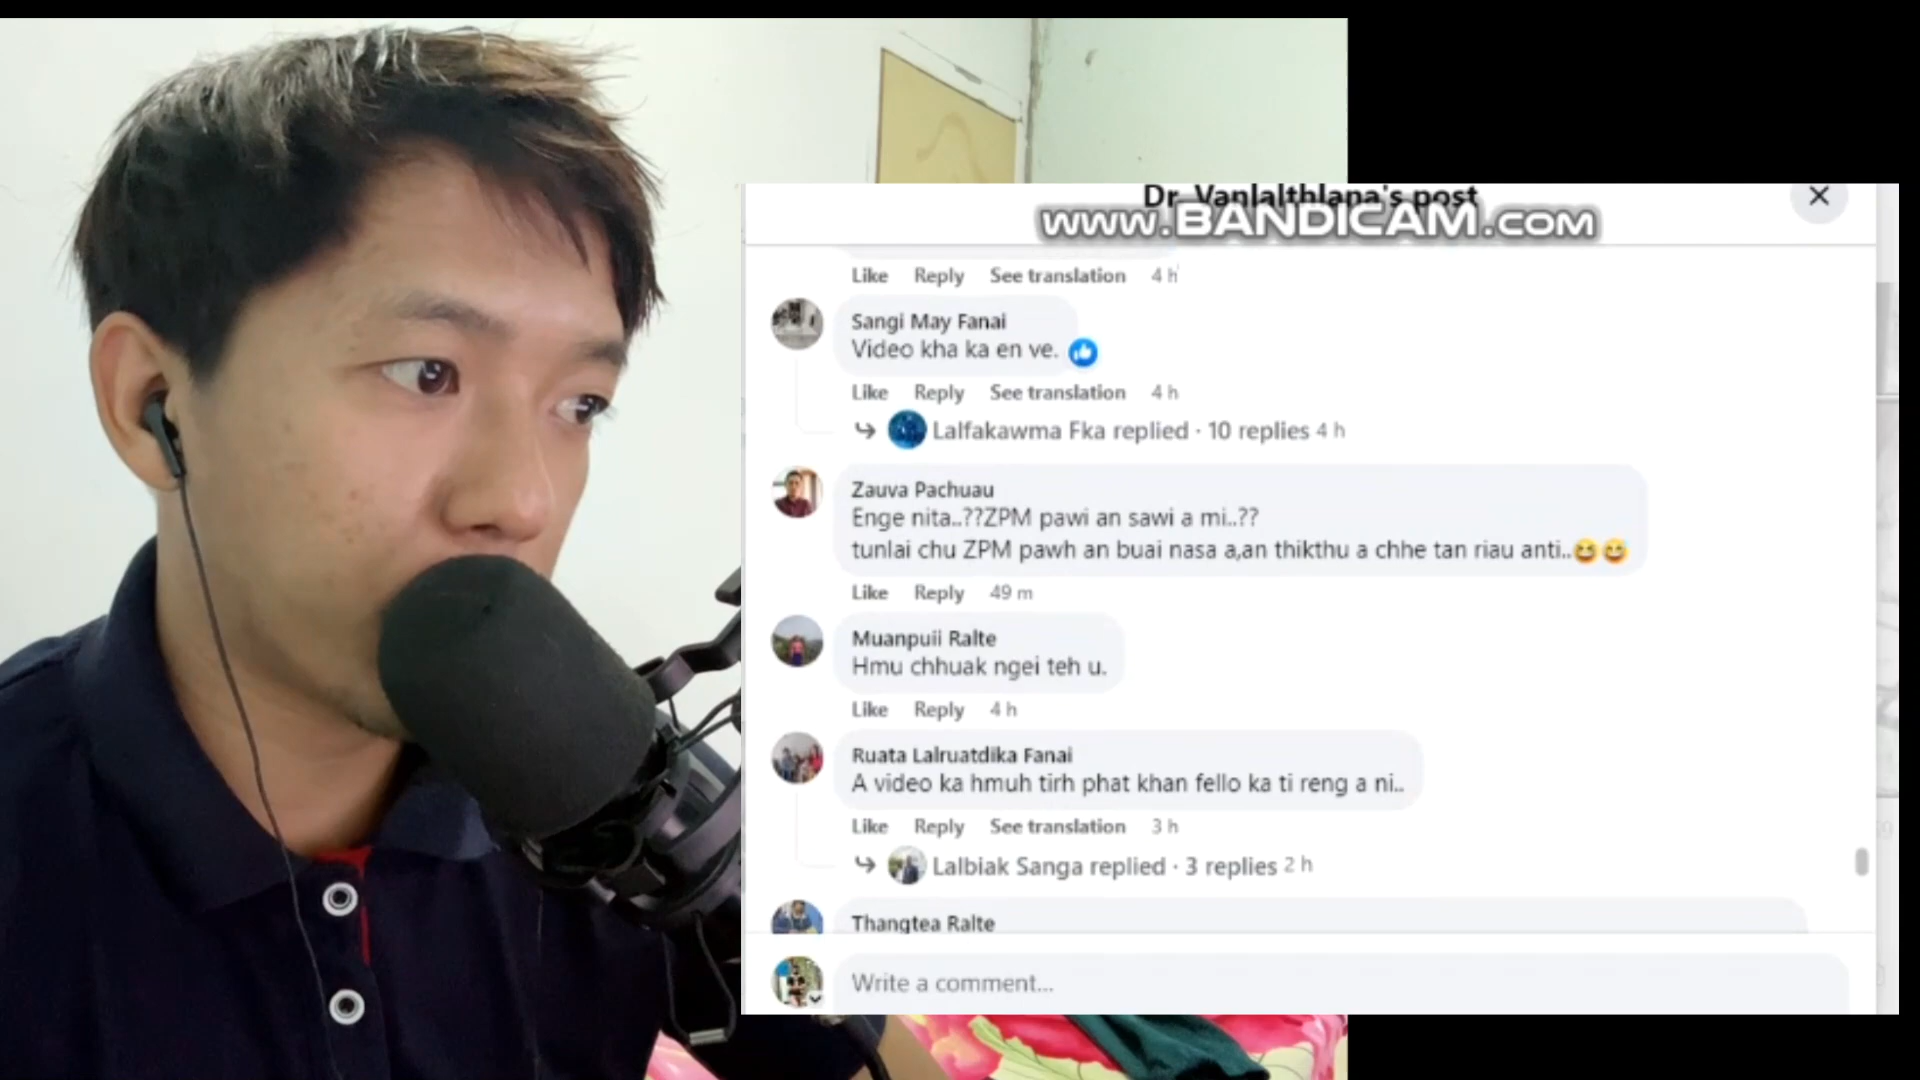 Dr. Vanlalthlana's post
www.BANDICAM.com
Like Reply See translation 4 h
Sangi May Fanai
Video kha ka en ve.
Like Reply See translation 4 h
Lalfakawma Fka replied · 10 replies 4 h
Zauva Pachuau
Enge nita..??ZPM pawi an sawi a mi..??
tunlai chu ZPM pawh an buai nasa a,an thikthu a chhe tan riau anti..😆😅
Like Reply 49 m
Muanpuii Ralte
Hmu chhuak ngei teh u.
Like Reply 4 h
Ruata Lalruatdika Fanai
A video ka hmuh tirh phat khan fello ka ti reng a ni..
Like Reply See translation 3 h
Lalbiak Sanga replied · 3 replies 2 h
Thangtea Ralte
Write a comment...